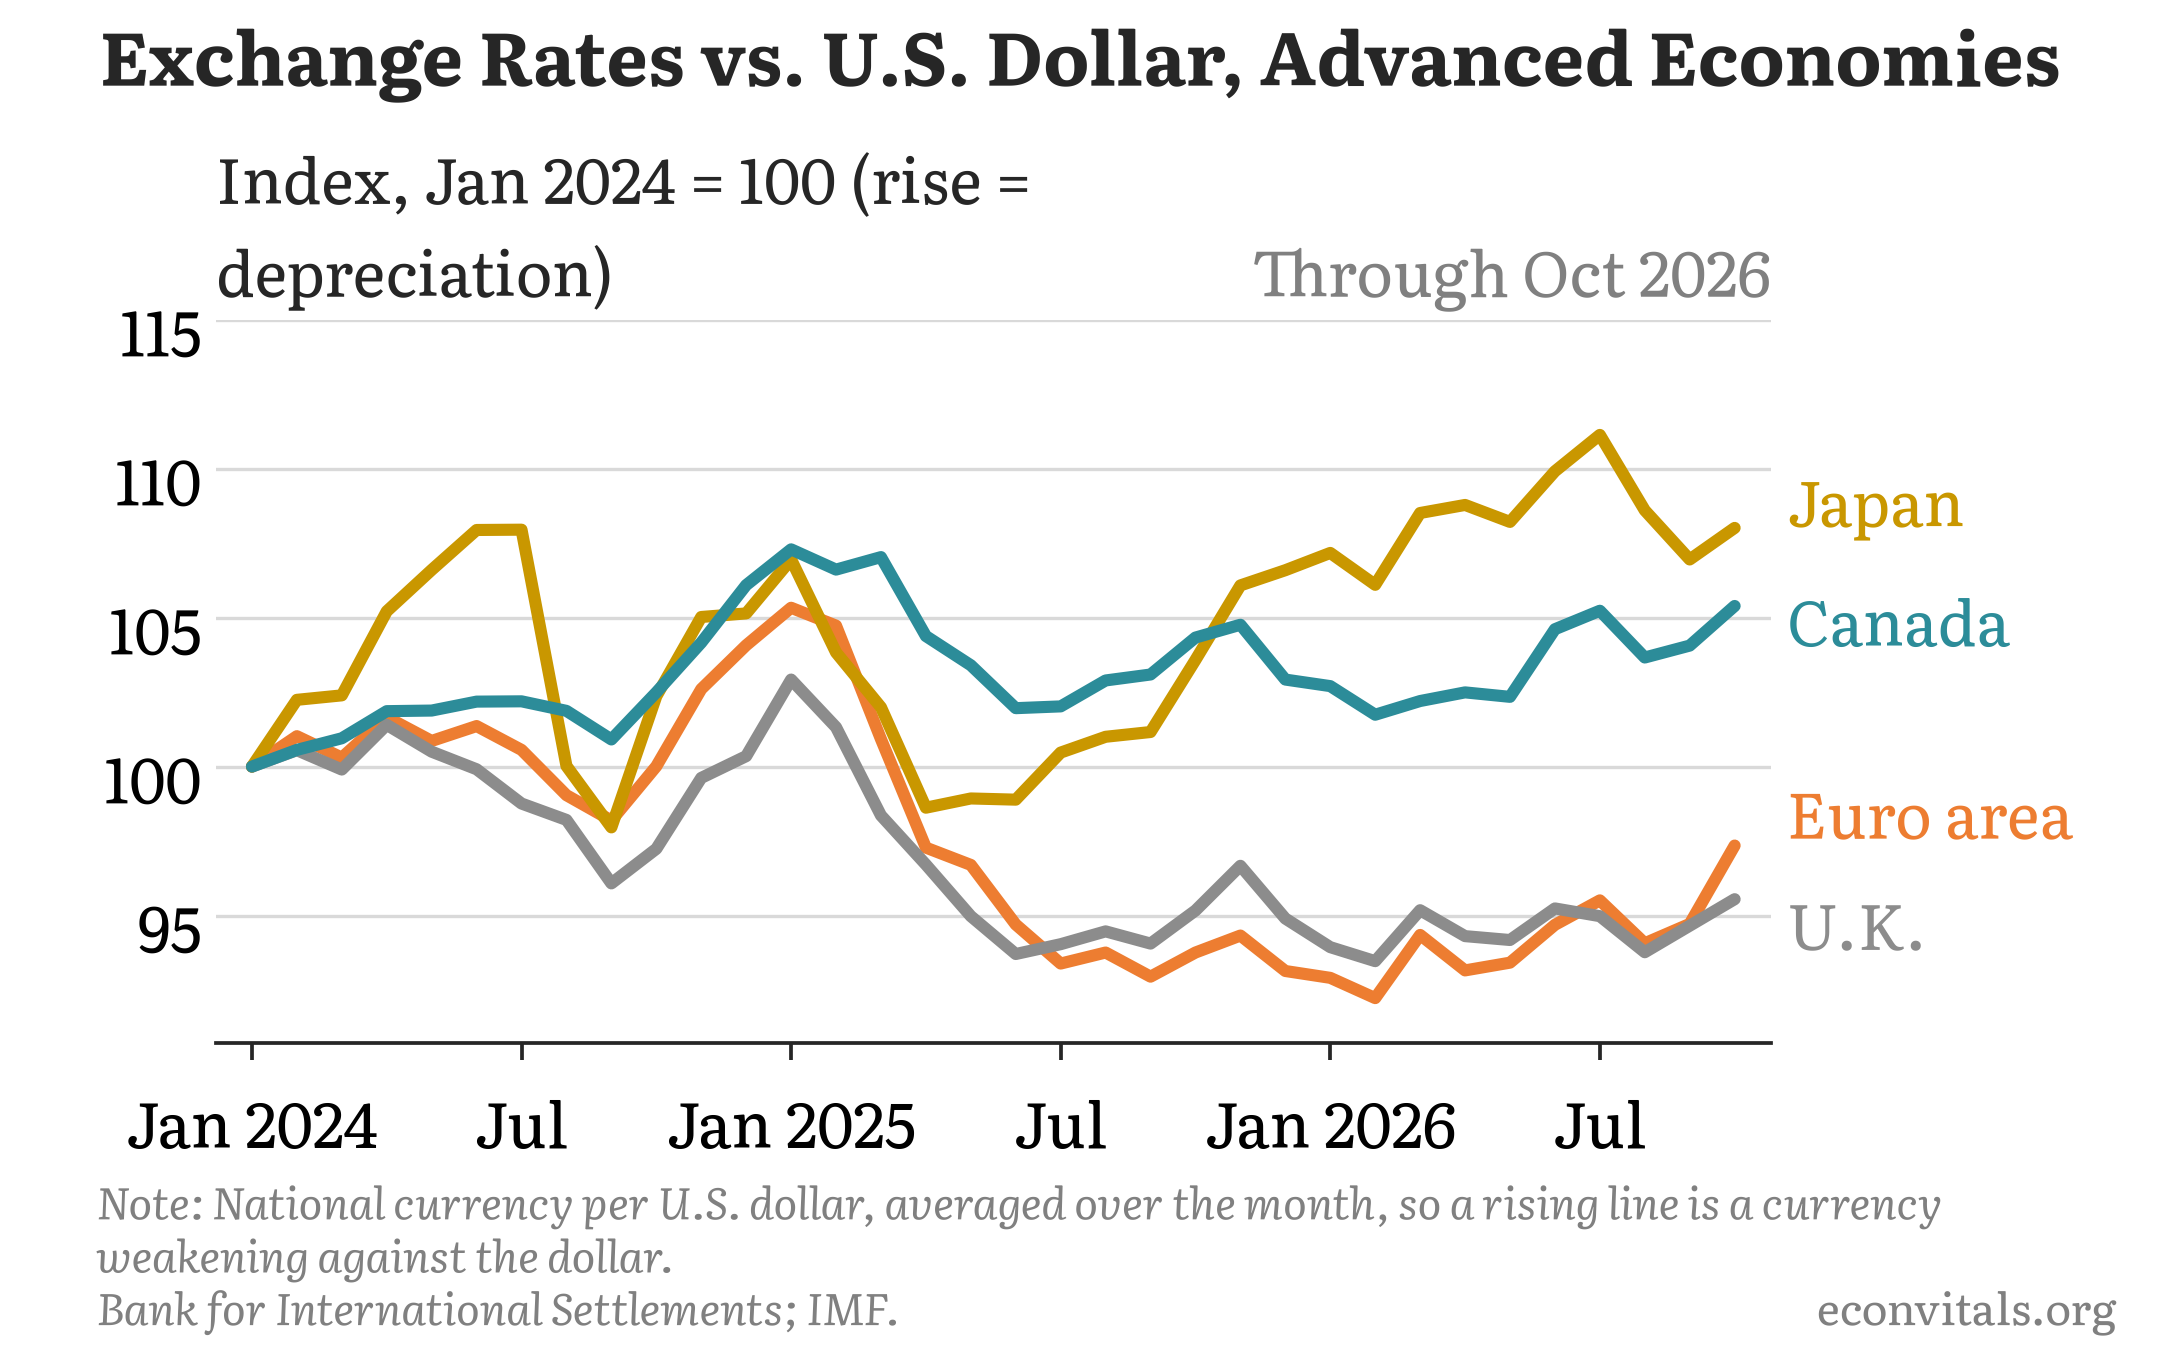 Exchange Rates vs. U.S. Dollar, Advanced Economies
Index, Jan 2024 = 100 (rise =
depreciation)
Through Oct 2026
115
110
105
100
95
Japan
Canada
Euro area
U.K.
Jan 2024 Jul Jan 2025 Jul Jan 2026 Jul
Note: National currency per U.S. dollar, averaged over the month, so a rising line is a currency
weakening against the dollar.
Bank for International Settlements; IMF.
econvitals.org